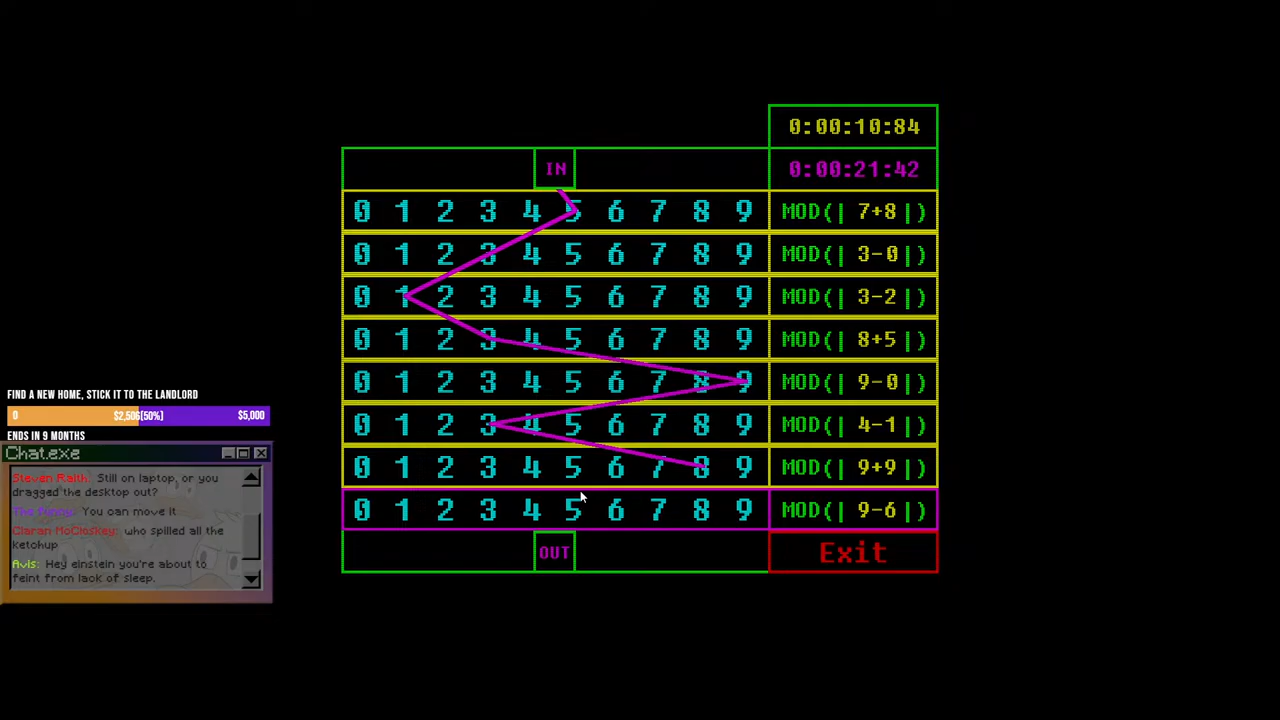 0:00:10:84
IN 0:00:21:42
0 1 2 3 4 5 6 7 8 9 MOD(| 7+8|)
0 1 2 3 4 5 6 7 8 9 MOD(| 3-0|)
0 1 2 3 4 5 6 7 8 9 MOD(| 3-2|)
0 1 2 3 4 5 6 7 8 9 MOD(| 8+5|)
0 1 2 3 4 5 6 7 8 9 MOD(| 9-0|)
0 1 2 3 4 5 6 7 8 9 MOD(| 4-1|)
0 1 2 3 4 5 6 7 8 9 MOD(| 9+9|)
0 1 2 3 4 5 6 7 8 9 MOD(| 9-6|)
OUT Exit
FIND A NEW HOME, STICK IT TO THE LANDLORD
0 $2,506(50%) $5,000
ENDS IN 9 MONTHS
Chat.exe
Steven Raith: Still on laptop, or you
dragged the desktop out?
You can move it
Ciaran McCloskey: who spilled all the
ketchup
Avis: Hey einstein you're about to
feint from lack of sleep.